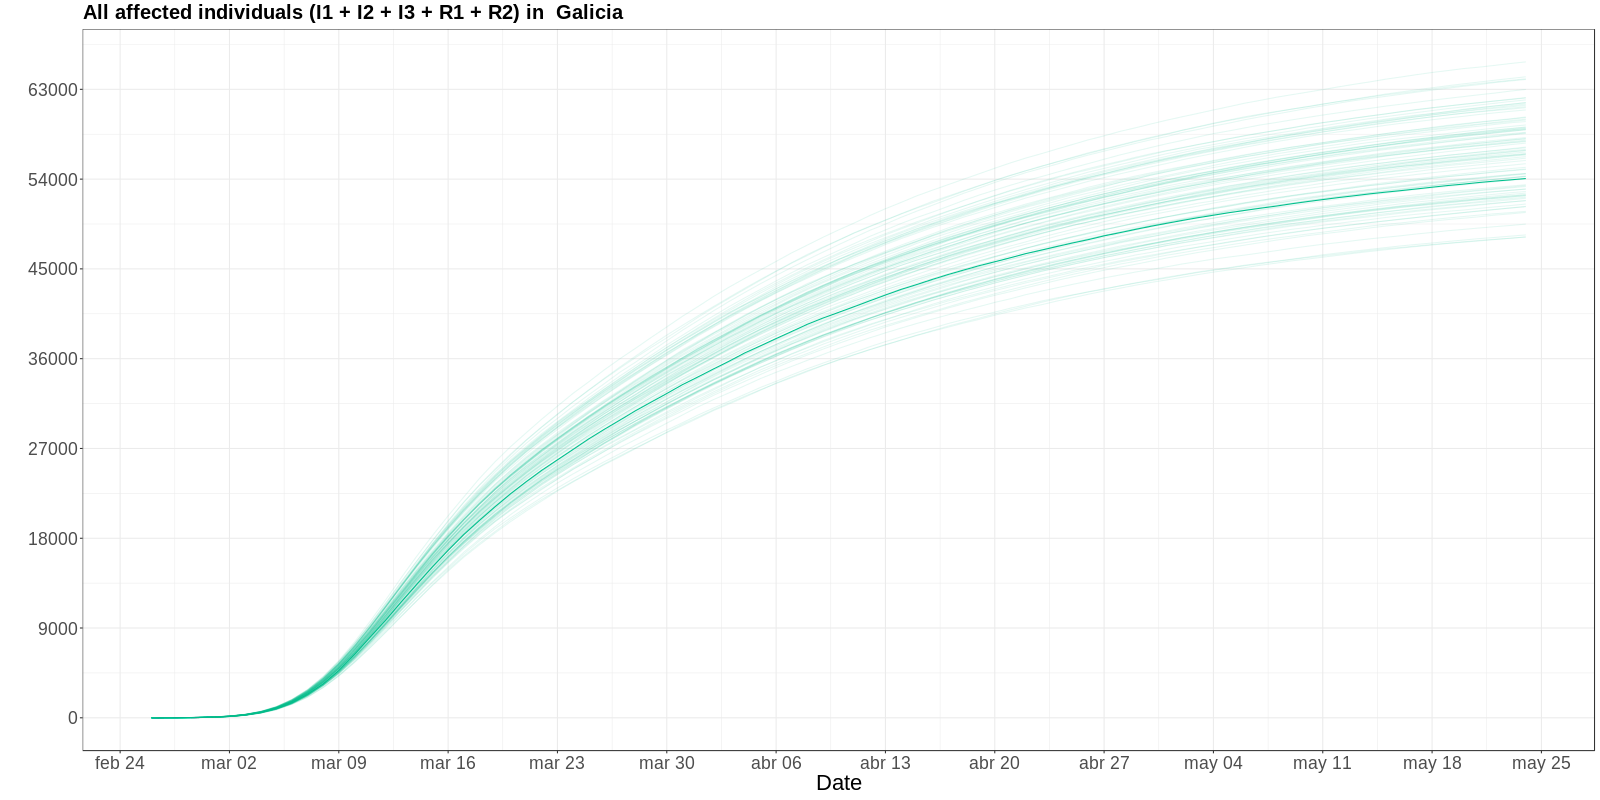 All affected individuals (I1 + I2 + I3 + R1 + R2) in  Galicia
63000
54000
45000
36000
27000
18000
9000
0
feb 24 mar 02 mar 09 mar 16 mar 23 mar 30 abr 06 abr 13 abr 20 abr 27 may 04 may 11 may 18 may 25
Date